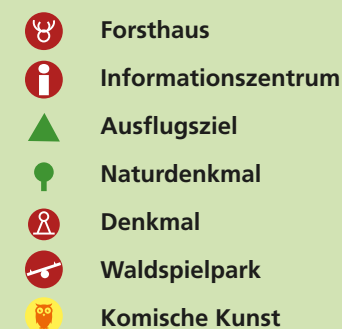 Forsthaus
Informationszentrum
Ausflugsziel
Naturdenkmal
Denkmal
Waldspielpark
Komische Kunst